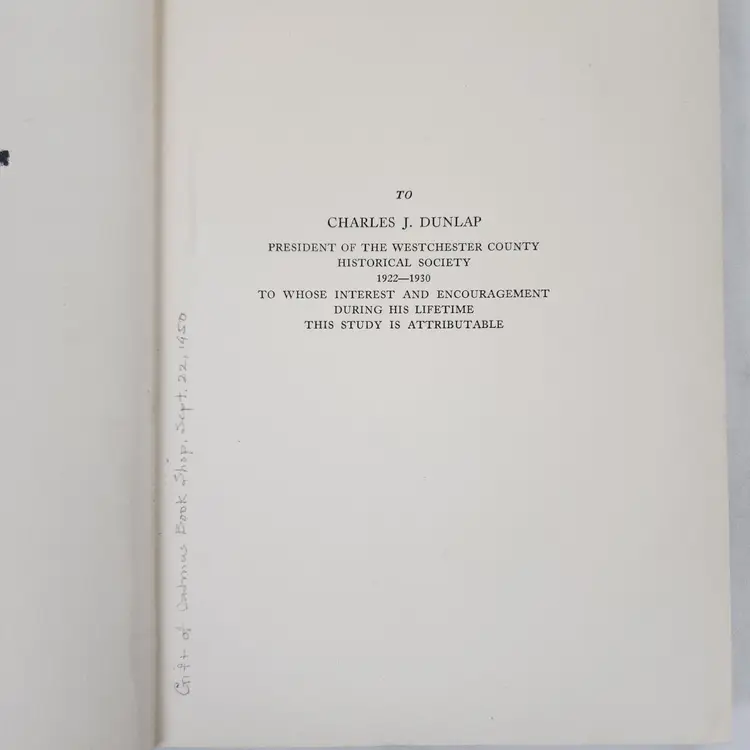 TO
CHARLES J. DUNLAP
PRESIDENT OF THE WESTCHESTER COUNTY
HISTORICAL SOCIETY
1922—1930
TO WHOSE INTEREST AND ENCOURAGEMENT
DURING HIS LIFETIME
THIS STUDY IS ATTRIBUTABLE
Gift of Cadmus Book Shop, Sept. 22, 1950